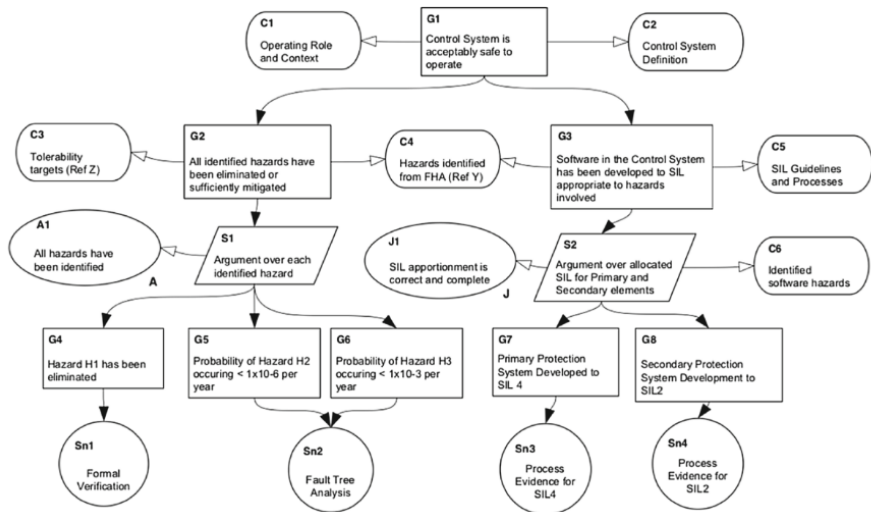 C1
Operating Role
and Context
G1
Control System is
acceptably safe to
operate
C2
Control System
Definition
C3
Tolerability
targets (Ref Z)
G2
All identified hazards have
been eliminated or
sufficiently mitigated
C4
Hazards identified
from FHA (Ref Y)
G3
Software in the Control System
has been developed to SIL
appropriate to hazards
involved
C5
SIL Guidelines
and Processes
A1
All hazards have
been identified
A
S1
Argument over each
identified hazard
J1
SIL apportionment is
correct and complete
J
S2
Argument over allocated
SIL for Primary and
Secondary elements
C6
Identified
software hazards
G4
Hazard H1 has been
eliminated
G5
Probability of Hazard H2
occuring < 1x10-6 per
year
G6
Probability of Hazard H3
occuring < 1x10-3 per
year
G7
Primary Protection
System Developed to
SIL 4
G8
Secondary Protection
System Development to
SIL2
Sn1
Formal
Verification
Sn2
Fault Tree
Analysis
Sn3
Process
Evidence for
SIL4
Sn4
Process
Evidence for
SIL2